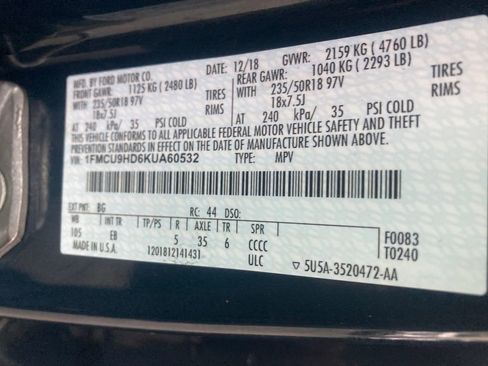 MFD. BY FORD MOTOR CO.
DATE: 12/18 GVWR: 2159 KG ( 4760 LB)
FRONT GAWR: 1125 KG ( 2480 LB) REAR GAWR: 1040 KG ( 2293 LB)
WITH 235/50R18 97V TIRES WITH 235/50R18 97V TIRES
18x7.5J RIMS 18x7.5J RIMS
AT 240 kPa/ 35 PSI COLD AT 240 kPa/ 35 PSI COLD
THIS VEHICLE CONFORMS TO ALL APPLICABLE FEDERAL MOTOR VEHICLE SAFETY AND
THEFT PREVENTION STANDARDS IN EFFECT ON THE DATE OF MANUFACTURE SHOWN ABOVE.
VIN: 1FMCU9HD6KUA60532 TYPE: MPV
EXT PNT: BG RC: 44 DSO:
WB INT TR TP/PS R AXLE TR SPR
105 EB 5 35 6 CCCC
F0083
T0240
1201812141431 ULC
5U5A-3520472-AA